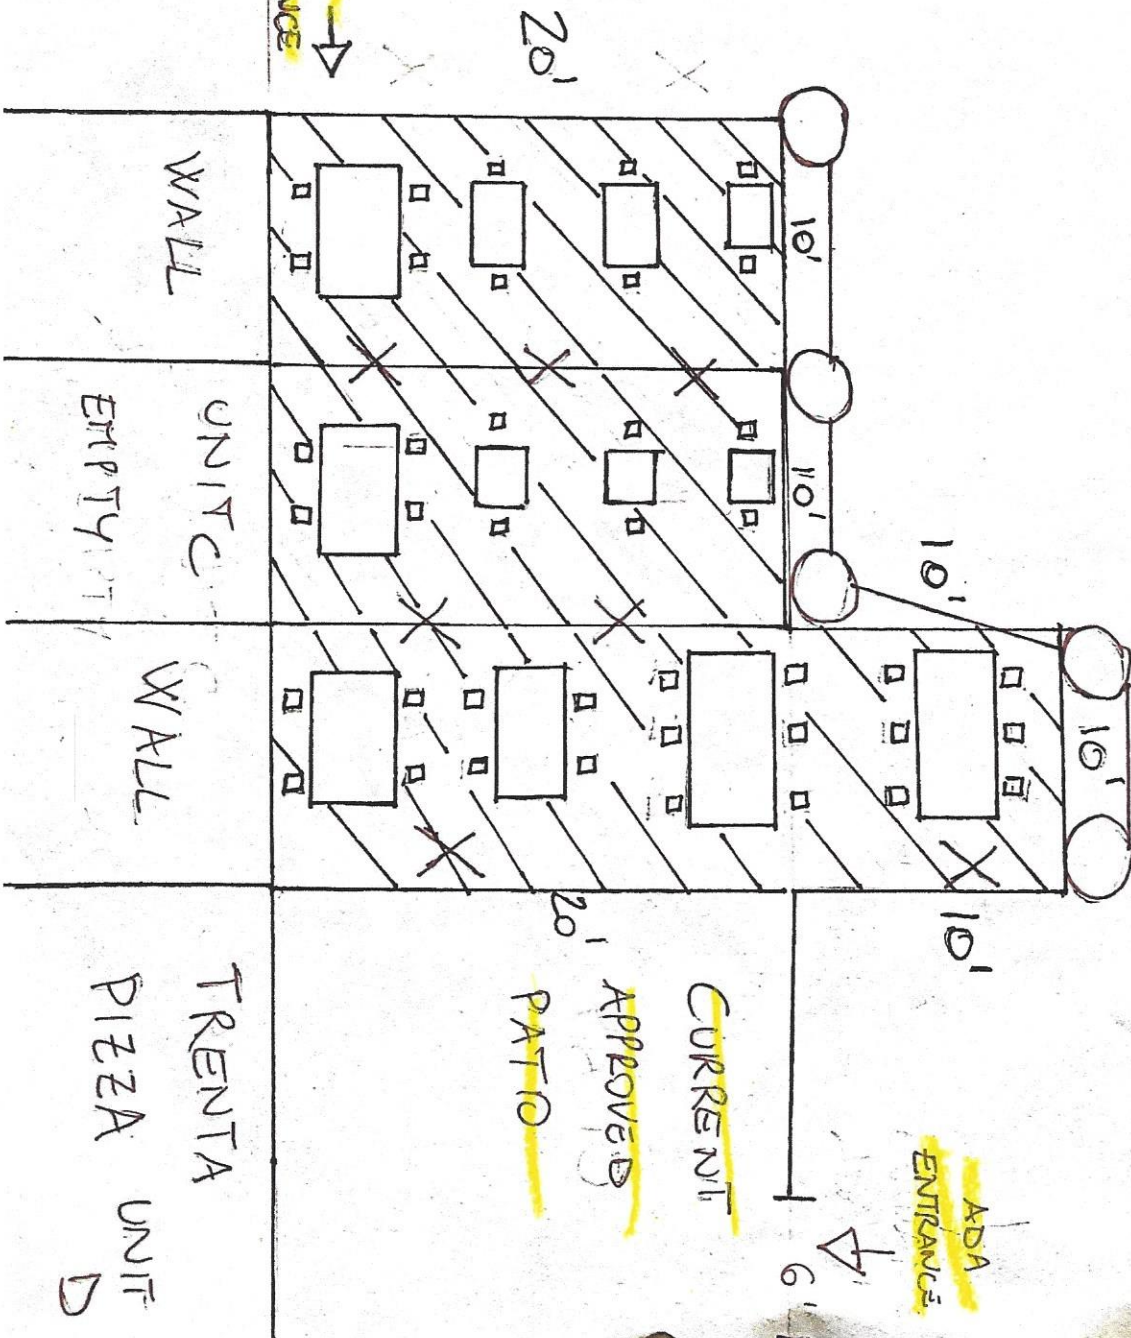 20'
10'
10'
10'
10'
20'
10'
WALL
UNIT C
EMPTY
WALL
CURRENT
APPROVED
PATIO
ADA
ENTRANCE
6'
TRENTA
PIZZA UNIT
D